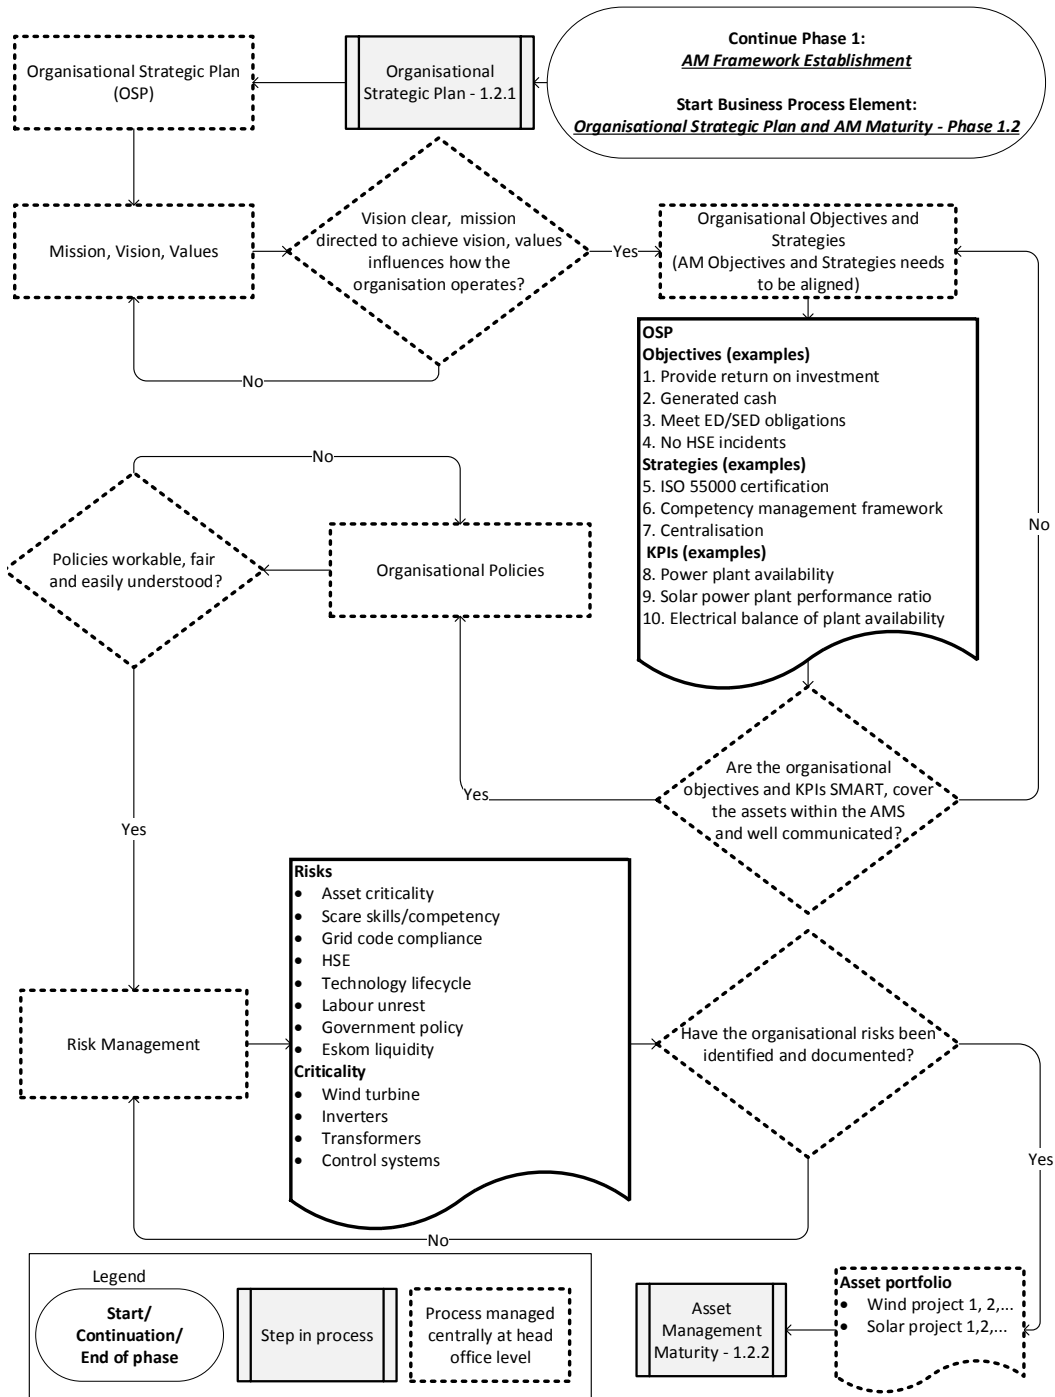 Continue Phase 1:
AM Framework Establishment
Start Business Process Element:
Organisational Strategic Plan and AM Maturity - Phase 1.2
Organisational
Strategic Plan - 1.2.1
Organisational Strategic Plan
(OSP)
Mission, Vision, Values
Vision clear, mission
directed to achieve vision, values
influences how the
organisation operates?
Yes
No
Organisational Objectives and
Strategies
(AM Objectives and Strategies needs
to be aligned)
OSP
Objectives (examples)
1. Provide return on investment
2. Generated cash
3. Meet ED/SED obligations
4. No HSE incidents
Strategies (examples)
5. ISO 55000 certification
6. Competency management framework
7. Centralisation
KPIs (examples)
8. Power plant availability
9. Solar power plant performance ratio
10. Electrical balance of plant availability
No
Are the organisational
objectives and KPIs SMART, cover
the assets within the AMS
and well communicated?
Yes
Organisational Policies
No
Policies workable, fair
and easily understood?
Yes
Risk Management
Risks
● Asset criticality
● Scare skills/competency
● Grid code compliance
● HSE
● Technology lifecycle
● Labour unrest
● Government policy
● Eskom liquidity
Criticality
● Wind turbine
● Inverters
● Transformers
● Control systems
Have the organisational risks been
identified and documented?
No
Yes
Asset portfolio
● Wind project 1, 2,...
● Solar project 1,2,...
Asset
Management
Maturity - 1.2.2
Legend
Start/
Continuation/
End of phase
Step in process
Process managed
centrally at head
office level